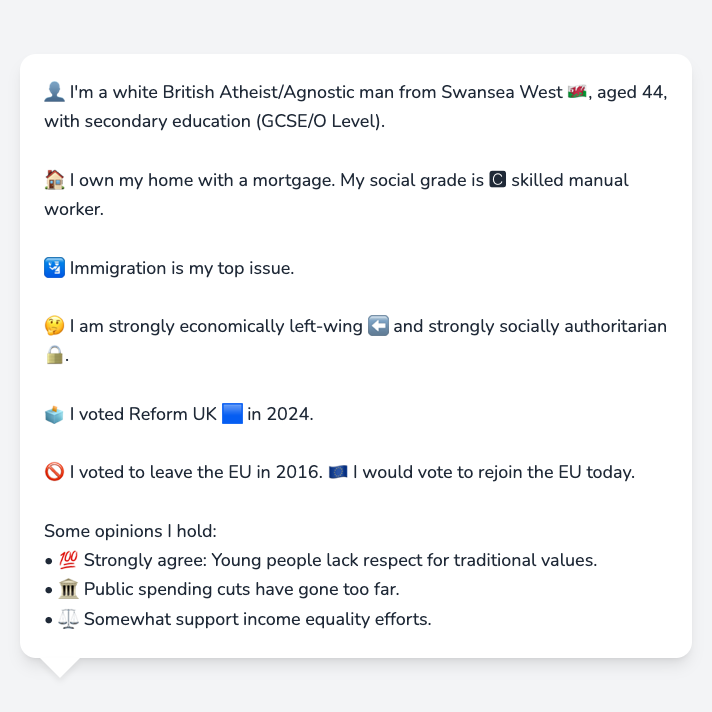 👤 I'm a white British Atheist/Agnostic man from Swansea West 🏴󠁧󠁢󠁷󠁬󠁳󠁿, aged 44,
with secondary education (GCSE/O Level).
🏠 I own my home with a mortgage. My social grade is 🅲 skilled manual
worker.
🛂 Immigration is my top issue.
🤔 I am strongly economically left-wing ⬅️ and strongly socially authoritarian
🔒.
🗳️ I voted Reform UK 🟦 in 2024.
🚫 I voted to leave the EU in 2016. 🇪🇺 I would vote to rejoin the EU today.
Some opinions I hold:
• 💯 Strongly agree: Young people lack respect for traditional values.
• 🏛️ Public spending cuts have gone too far.
• ⚖️ Somewhat support income equality efforts.